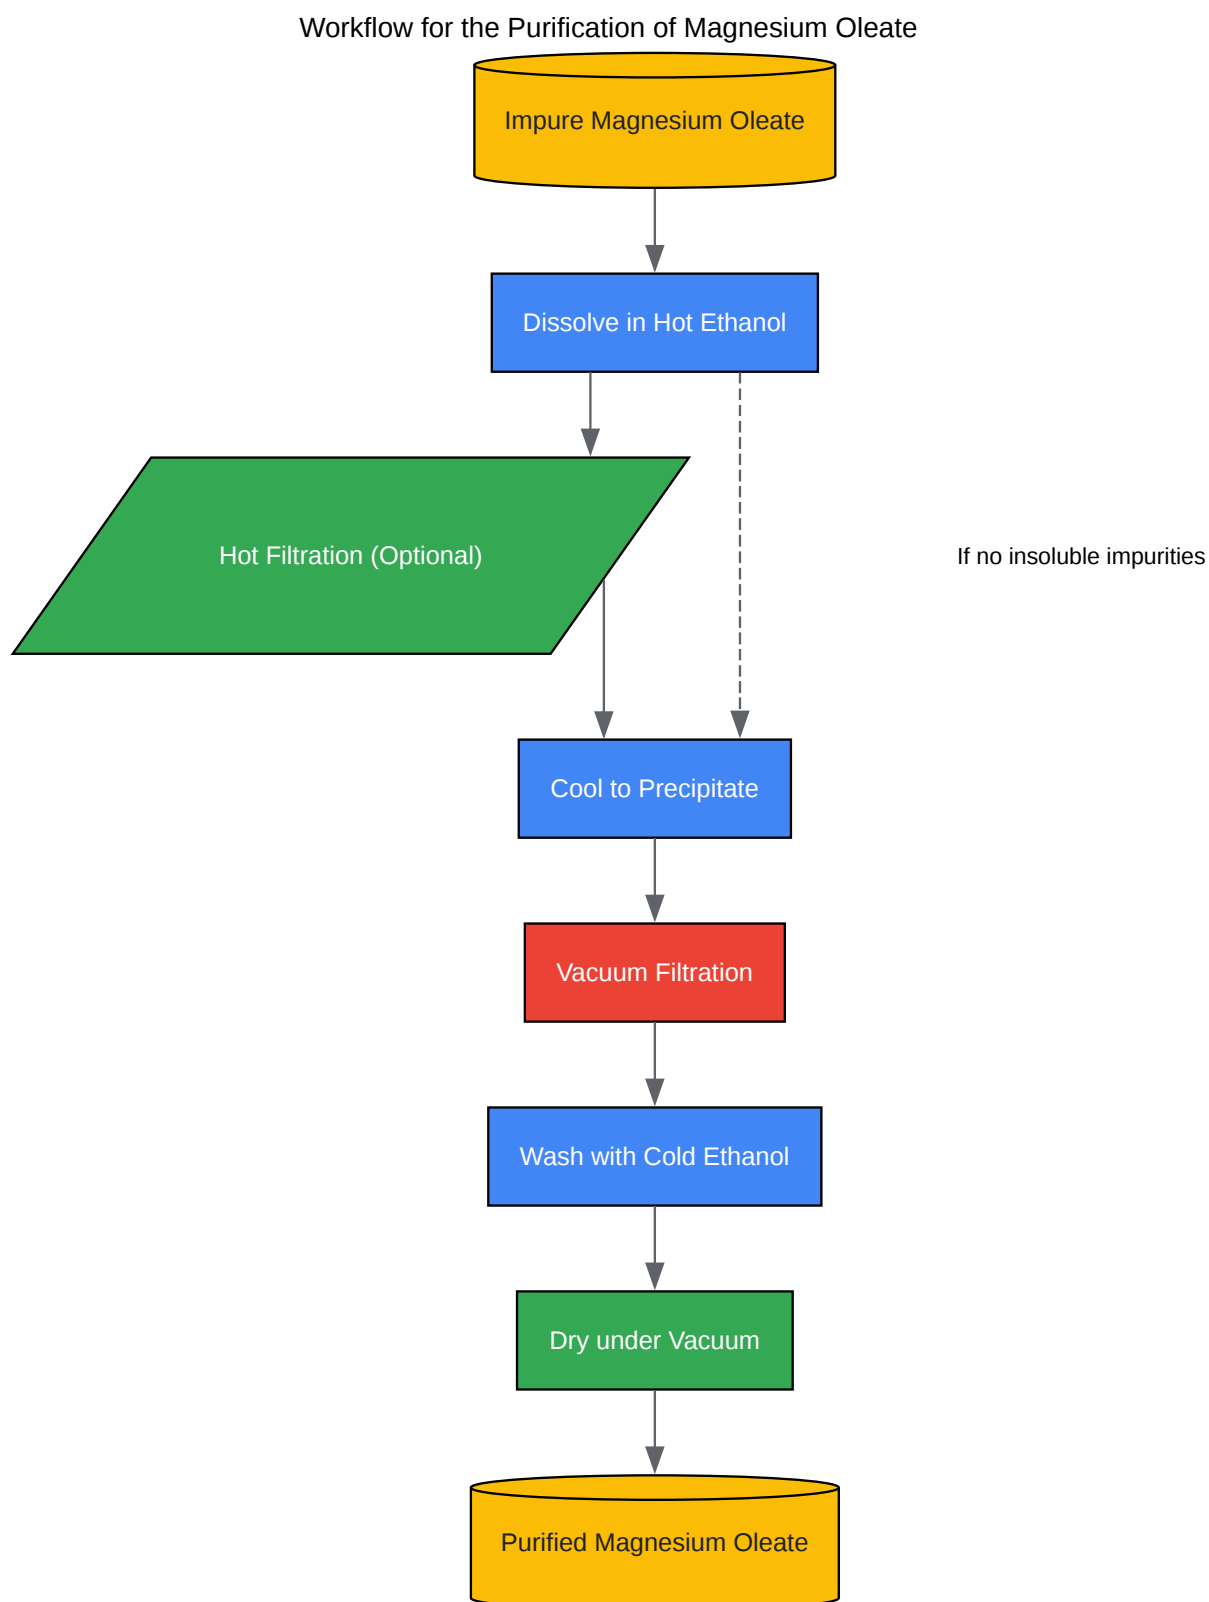 Workflow for the Purification of Magnesium Oleate
Impure Magnesium Oleate
Dissolve in Hot Ethanol
Hot Filtration (Optional)
If no insoluble impurities
Cool to Precipitate
Vacuum Filtration
Wash with Cold Ethanol
Dry under Vacuum
Purified Magnesium Oleate